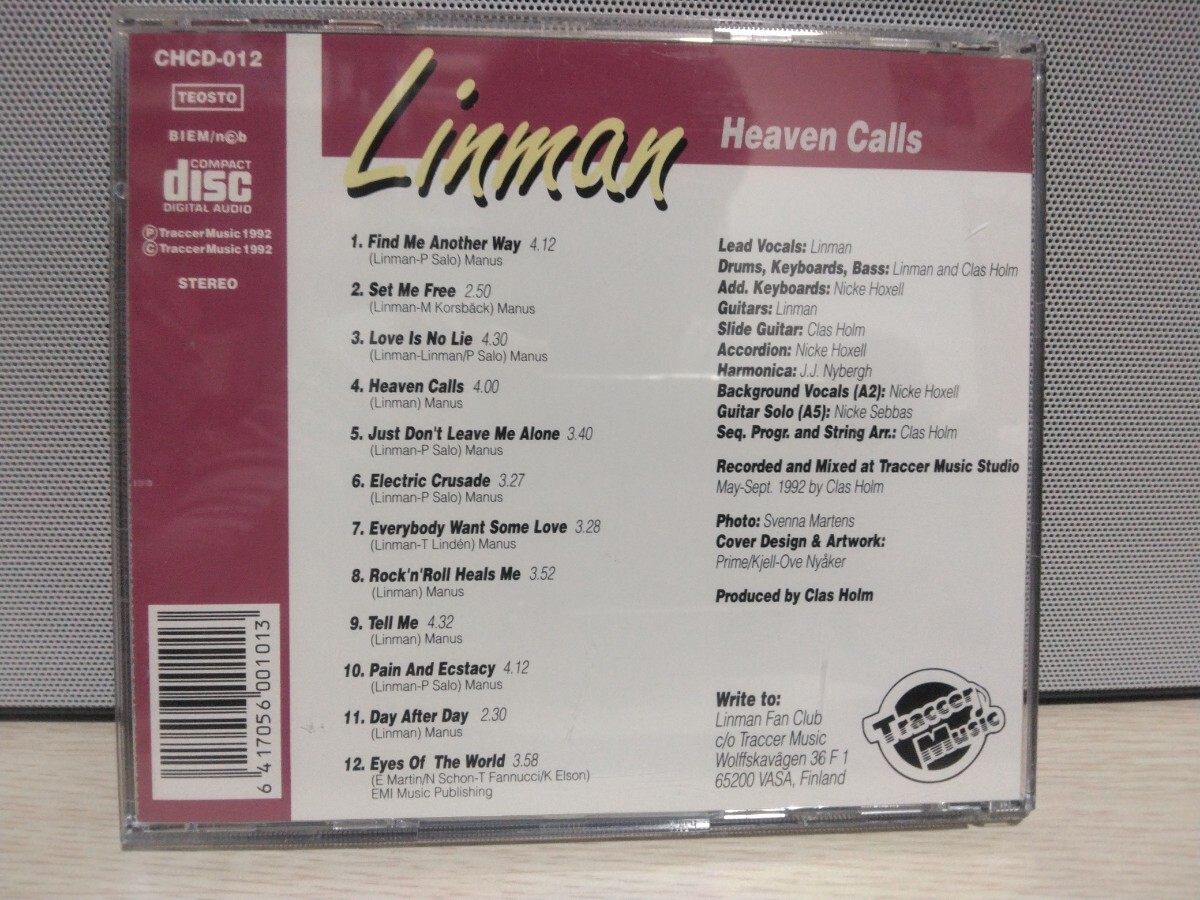 CHCD-012
TEOSTO
BIEM/ncb
COMPACT
disc
DIGITAL AUDIO
Ⓟ TraccerMusic 1992
© TraccerMusic 1992
STEREO
6 417056 001013
Linman
Heaven Calls
1. Find Me Another Way 4.12
(Linman-P Salo) Manus
2. Set Me Free 2.50
(Linman-M Korsbäck) Manus
3. Love Is No Lie 4.30
(Linman-Linman/P Salo) Manus
4. Heaven Calls 4.00
(Linman) Manus
5. Just Don't Leave Me Alone 3.40
(Linman-P Salo) Manus
6. Electric Crusade 3.27
(Linman-P Salo) Manus
7. Everybody Want Some Love 3.28
(Linman-T Lindén) Manus
8. Rock'n'Roll Heals Me 3.52
(Linman) Manus
9. Tell Me 4.32
(Linman) Manus
10. Pain And Ecstacy 4.12
(Linman-P Salo) Manus
11. Day After Day 2.30
(Linman) Manus
12. Eyes Of The World 3.58
(E Martin/N Schon-T Fannucci/K Elson)
EMI Music Publishing
Lead Vocals: Linman
Drums, Keyboards, Bass: Linman and Clas Holm
Add. Keyboards: Nicke Hoxell
Guitars: Linman
Slide Guitar: Clas Holm
Accordion: Nicke Hoxell
Harmonica: J.J. Nybergh
Background Vocals (A2): Nicke Hoxell
Guitar Solo (A5): Nicke Sebbas
Seq. Progr. and String Arr.: Clas Holm
Recorded and Mixed at Traccer Music Studio
May-Sept. 1992 by Clas Holm
Photo: Svenna Martens
Cover Design & Artwork:
Prime/Kjell-Ove Nyåker
Produced by Clas Holm
Write to:
Linman Fan Club
c/o Traccer Music
Wolffskavägen 36 F 1
65200 VASA, Finland
Traccer
Music